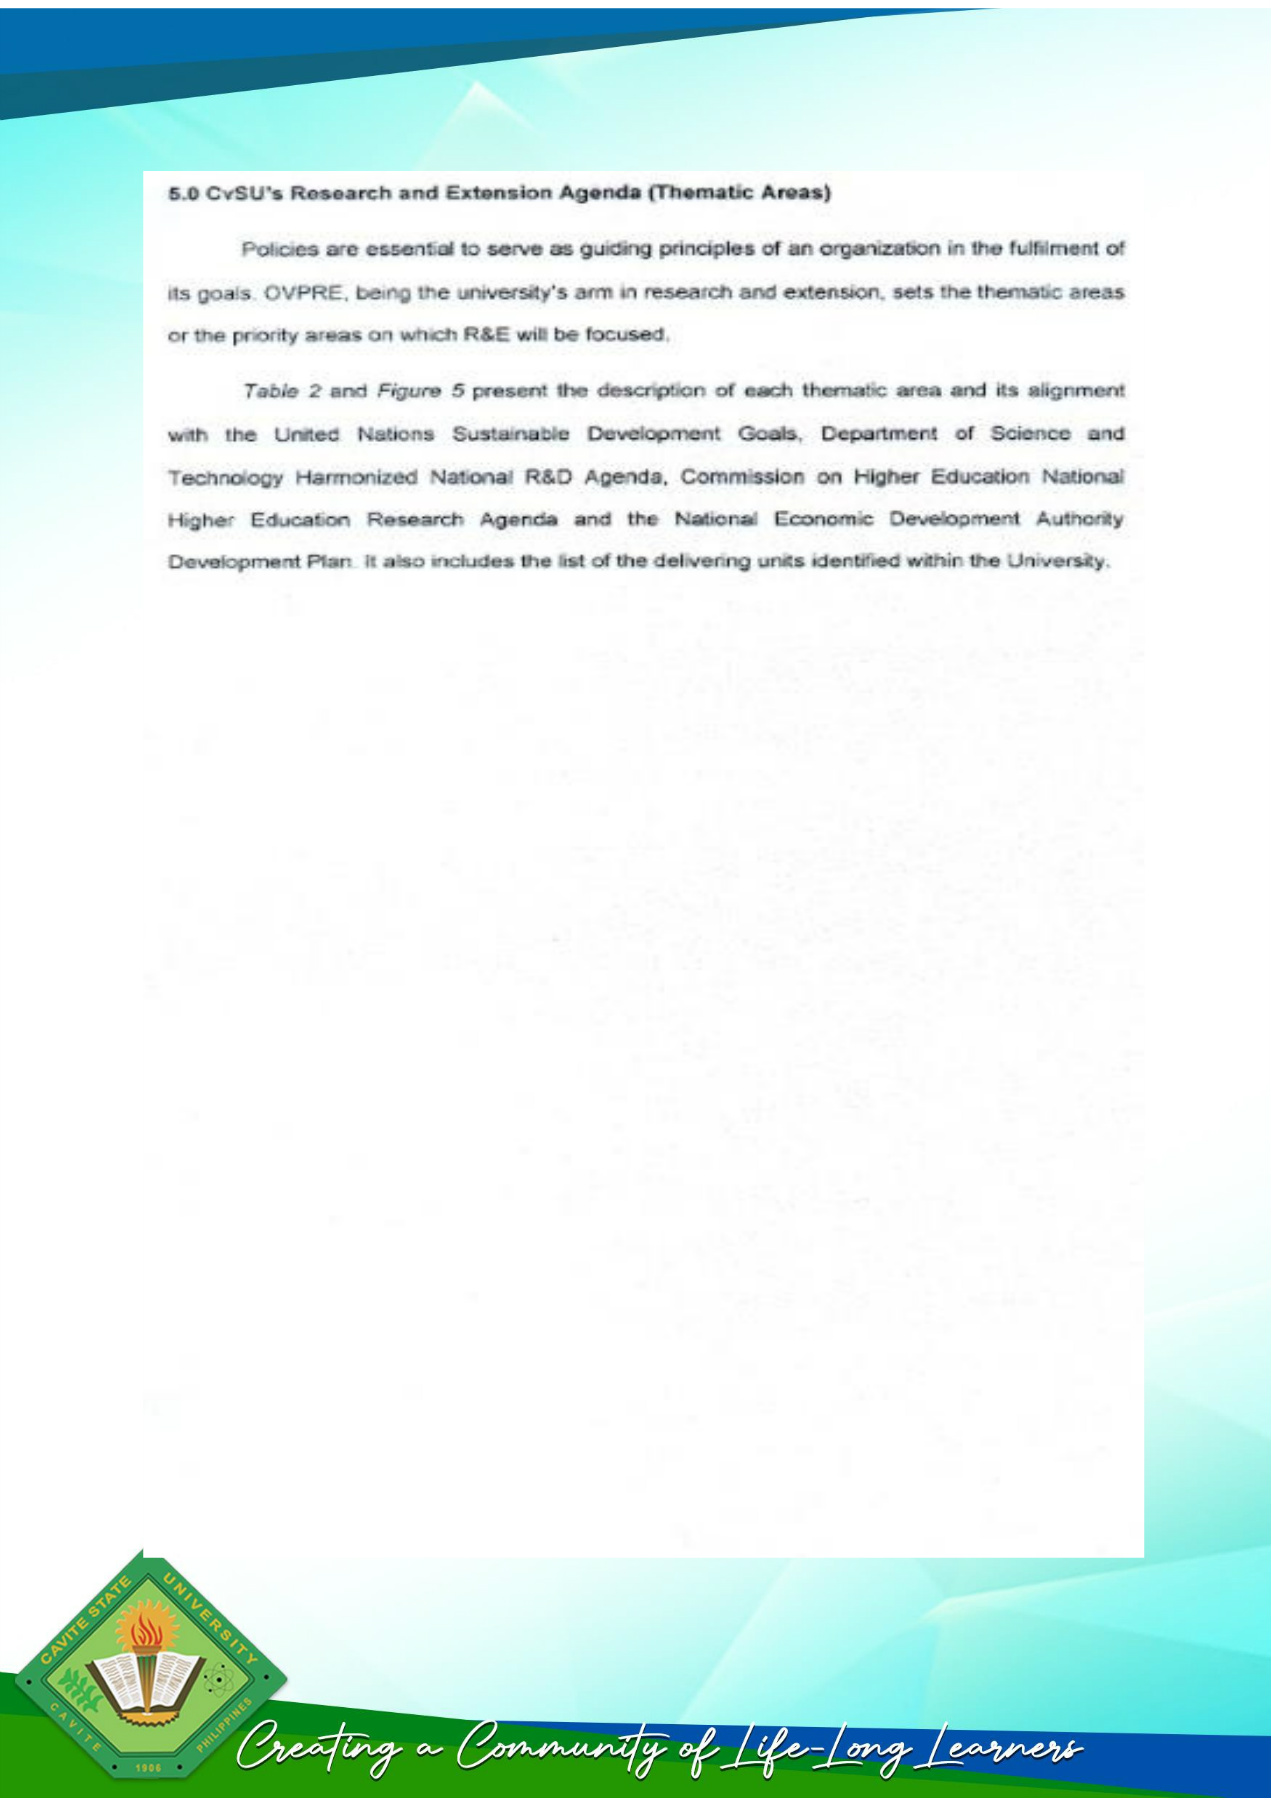 5.0 CvSU's Research and Extension Agenda (Thematic Areas)
Policies are essential to serve as guiding principles of an organization in the fulfilment of
its goals. OVPRE, being the university's arm in research and extension, sets the thematic areas
or the priority areas on which R&E will be focused.
Table 2 and Figure 5 present the description of each thematic area and its alignment
with the United Nations Sustainable Development Goals, Department of Science and
Technology Harmonized National R&D Agenda, Commission on Higher Education National
Higher Education Research Agenda and the National Economic Development Authority
Development Plan. It also includes the list of the delivering units identified within the University.
CAVITE STATE UNIVERSITY
CAVITE
1906
PHILIPPINES
Creating a Community of Life-Long Learners